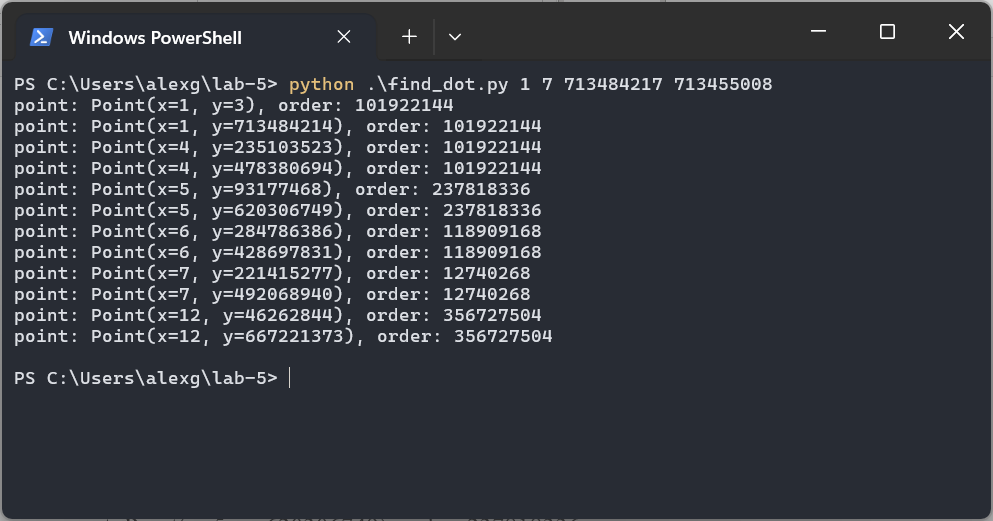 Windows PowerShell
PS C:\Users\alexg\lab-5> python .\find_dot.py 1 7 713484217 713455008
point: Point(x=1, y=3), order: 101922144
point: Point(x=1, y=713484214), order: 101922144
point: Point(x=4, y=235103523), order: 101922144
point: Point(x=4, y=478380694), order: 101922144
point: Point(x=5, y=93177468), order: 237818336
point: Point(x=5, y=620306749), order: 237818336
point: Point(x=6, y=284786386), order: 118909168
point: Point(x=6, y=428697831), order: 118909168
point: Point(x=7, y=221415277), order: 12740268
point: Point(x=7, y=492068940), order: 12740268
point: Point(x=12, y=46262844), order: 356727504
point: Point(x=12, y=667221373), order: 356727504
PS C:\Users\alexg\lab-5>